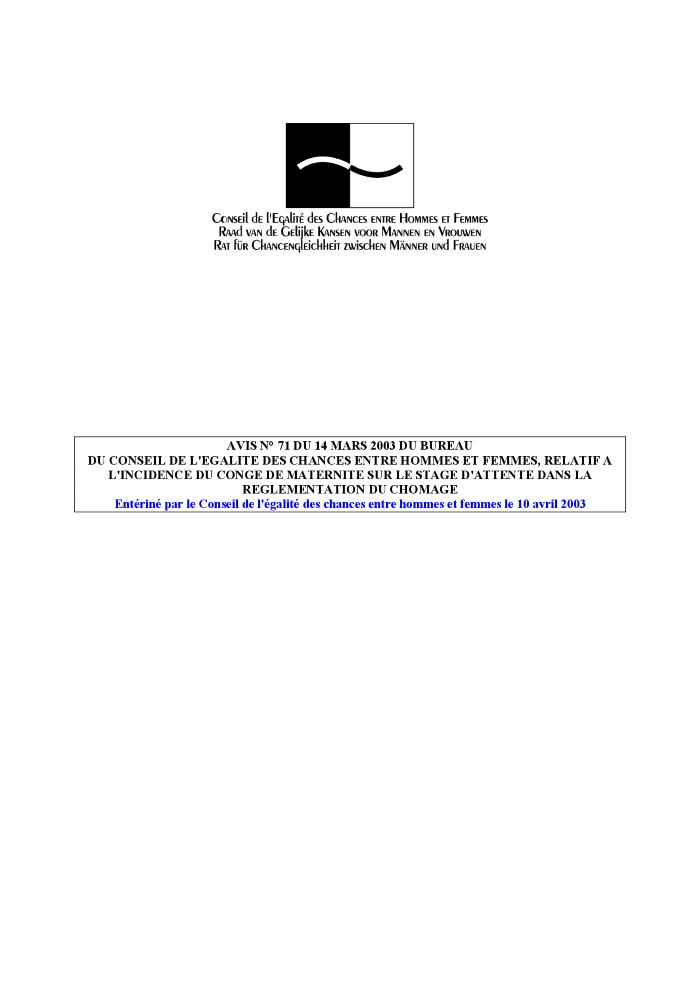 Conseil de l'Egalité des Chances entre Hommes et Femmes
Raad van de Gelijke Kansen voor Mannen en Vrouwen
Rat für Chancengleichheit zwischen Männer und Frauen
AVIS N° 71 DU 14 MARS 2003 DU BUREAU
DU CONSEIL DE L'EGALITE DES CHANCES ENTRE HOMMES ET FEMMES, RELATIF A
L'INCIDENCE DU CONGE DE MATERNITE SUR LE STAGE D'ATTENTE DANS LA
REGLEMENTATION DU CHOMAGE
Entériné par le Conseil de l'égalité des chances entre hommes et femmes le 10 avril 2003